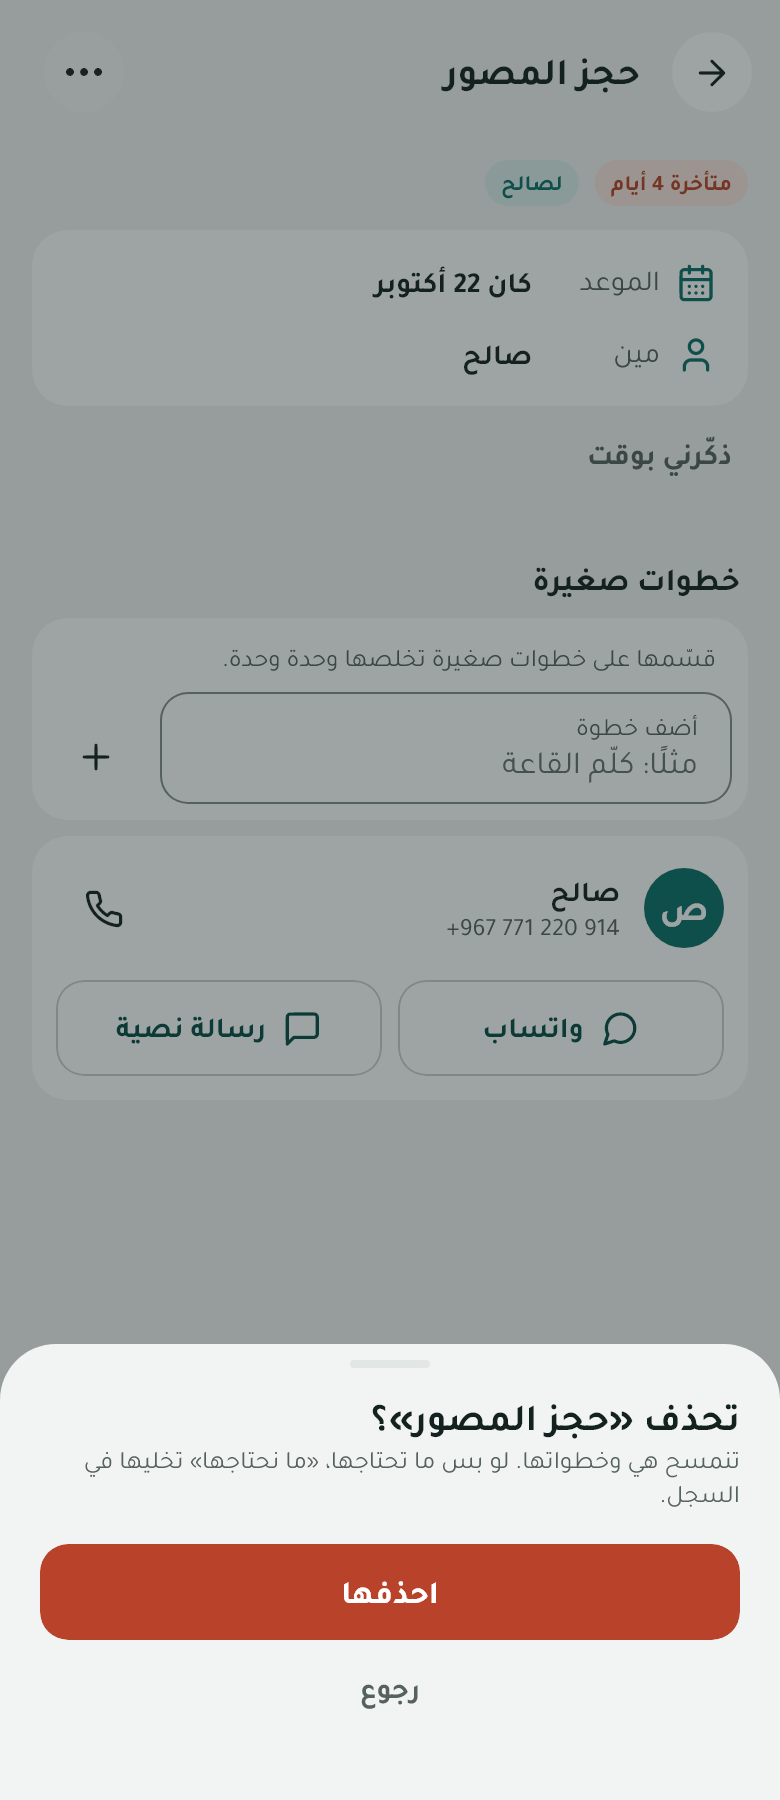 حجز المصور
متأخرة 4 أيام
لصالح
الموعد كان 22 أكتوبر
مين صالح
ذكّرني بوقت
خطوات صغيرة
قسّمها على خطوات صغيرة تخلصها وحدة وحدة.
أضف خطوة
مثلًا: كلّم القاعة
ص
صالح
+967 771 220 914
واتساب
رسالة نصية
تحذف «حجز المصور»؟
تنمسح هي وخطواتها. لو بس ما تحتاجها، «ما نحتاجها» تخليها في
السجل.
احذفها
رجوع